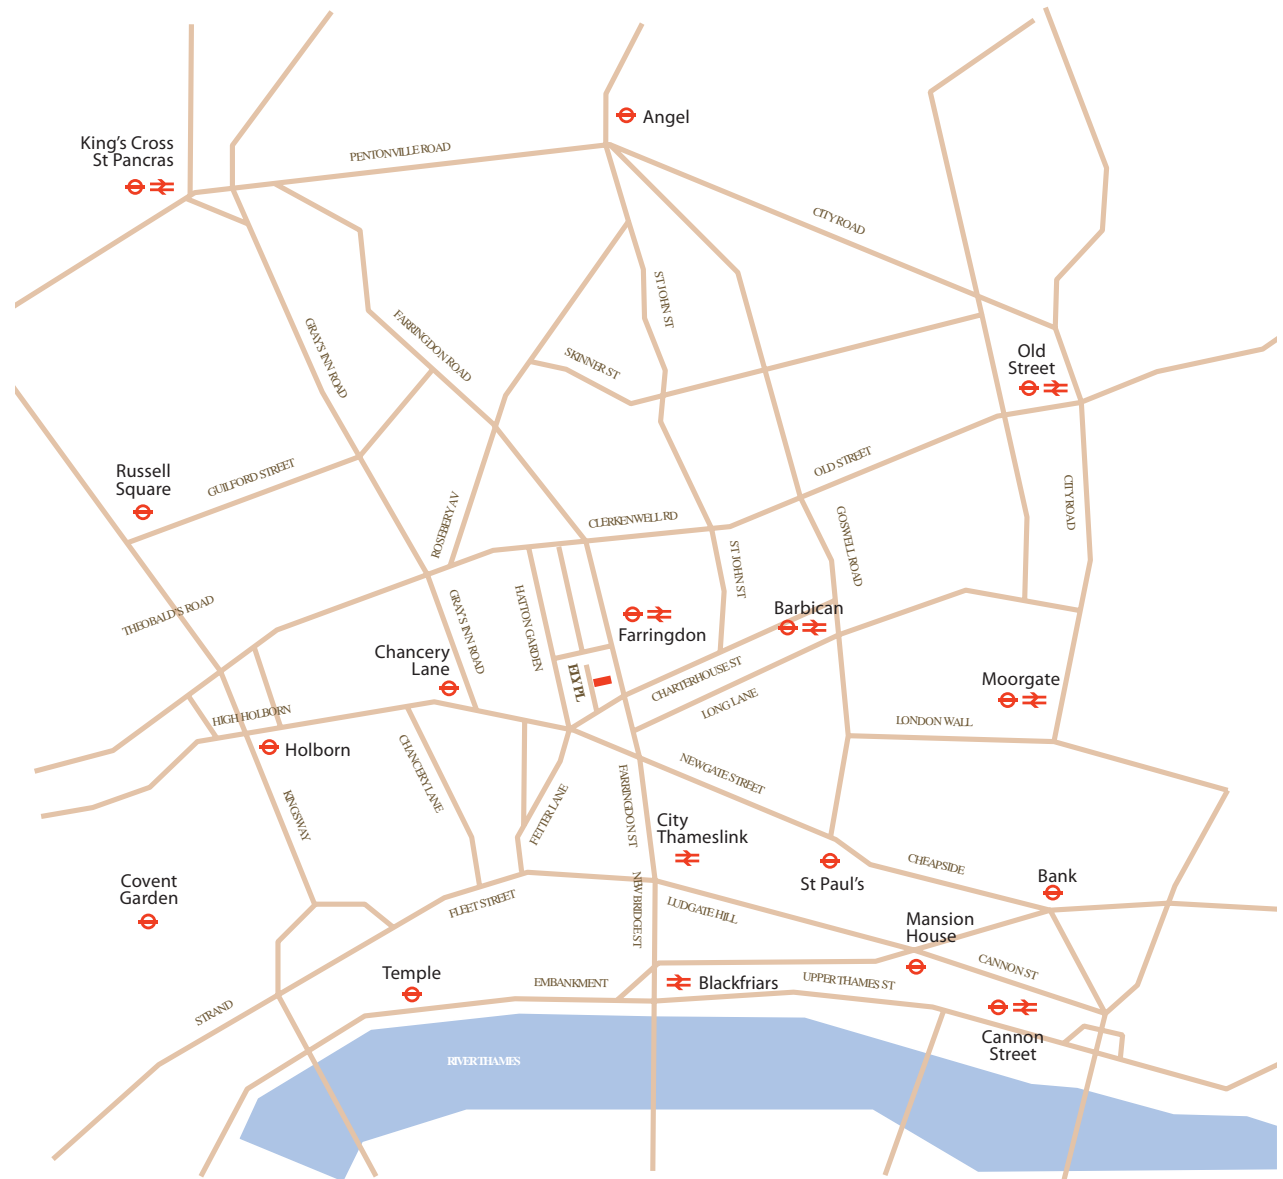 Angel
King's Cross
St Pancras
PENTONVILLE ROAD
CITY ROAD
ST JOHN ST
GRAY'S INN ROAD
FARRINGDON ROAD
SKINNER ST
Old
Street
Russell
Square
GUILFORD STREET
OLD STREET
ROSEBERY AV
CLERKENWELL RD
GOSWELL ROAD
CITY ROAD
THEOBALD'S ROAD
GRAY'S INN ROAD
HATTON GARDEN
ST JOHN ST
Farringdon
Barbican
Chancery
Lane
ELY PL
CHARTERHOUSE ST
LONG LANE
Moorgate
HIGH HOLBORN
LONDON WALL
Holborn
CHANCERY LANE
NEWGATE STREET
KINGSWAY
FETTER LANE
FARRINGDON ST
City
Thameslink
St Paul's
CHEAPSIDE
Bank
Covent
Garden
FLEET STREET
NEW BRIDGE ST
LUDGATE HILL
Mansion
House
CANNON ST
Temple
EMBANKMENT
Blackfriars
UPPER THAMES ST
STRAND
Cannon
Street
RIVER THAMES